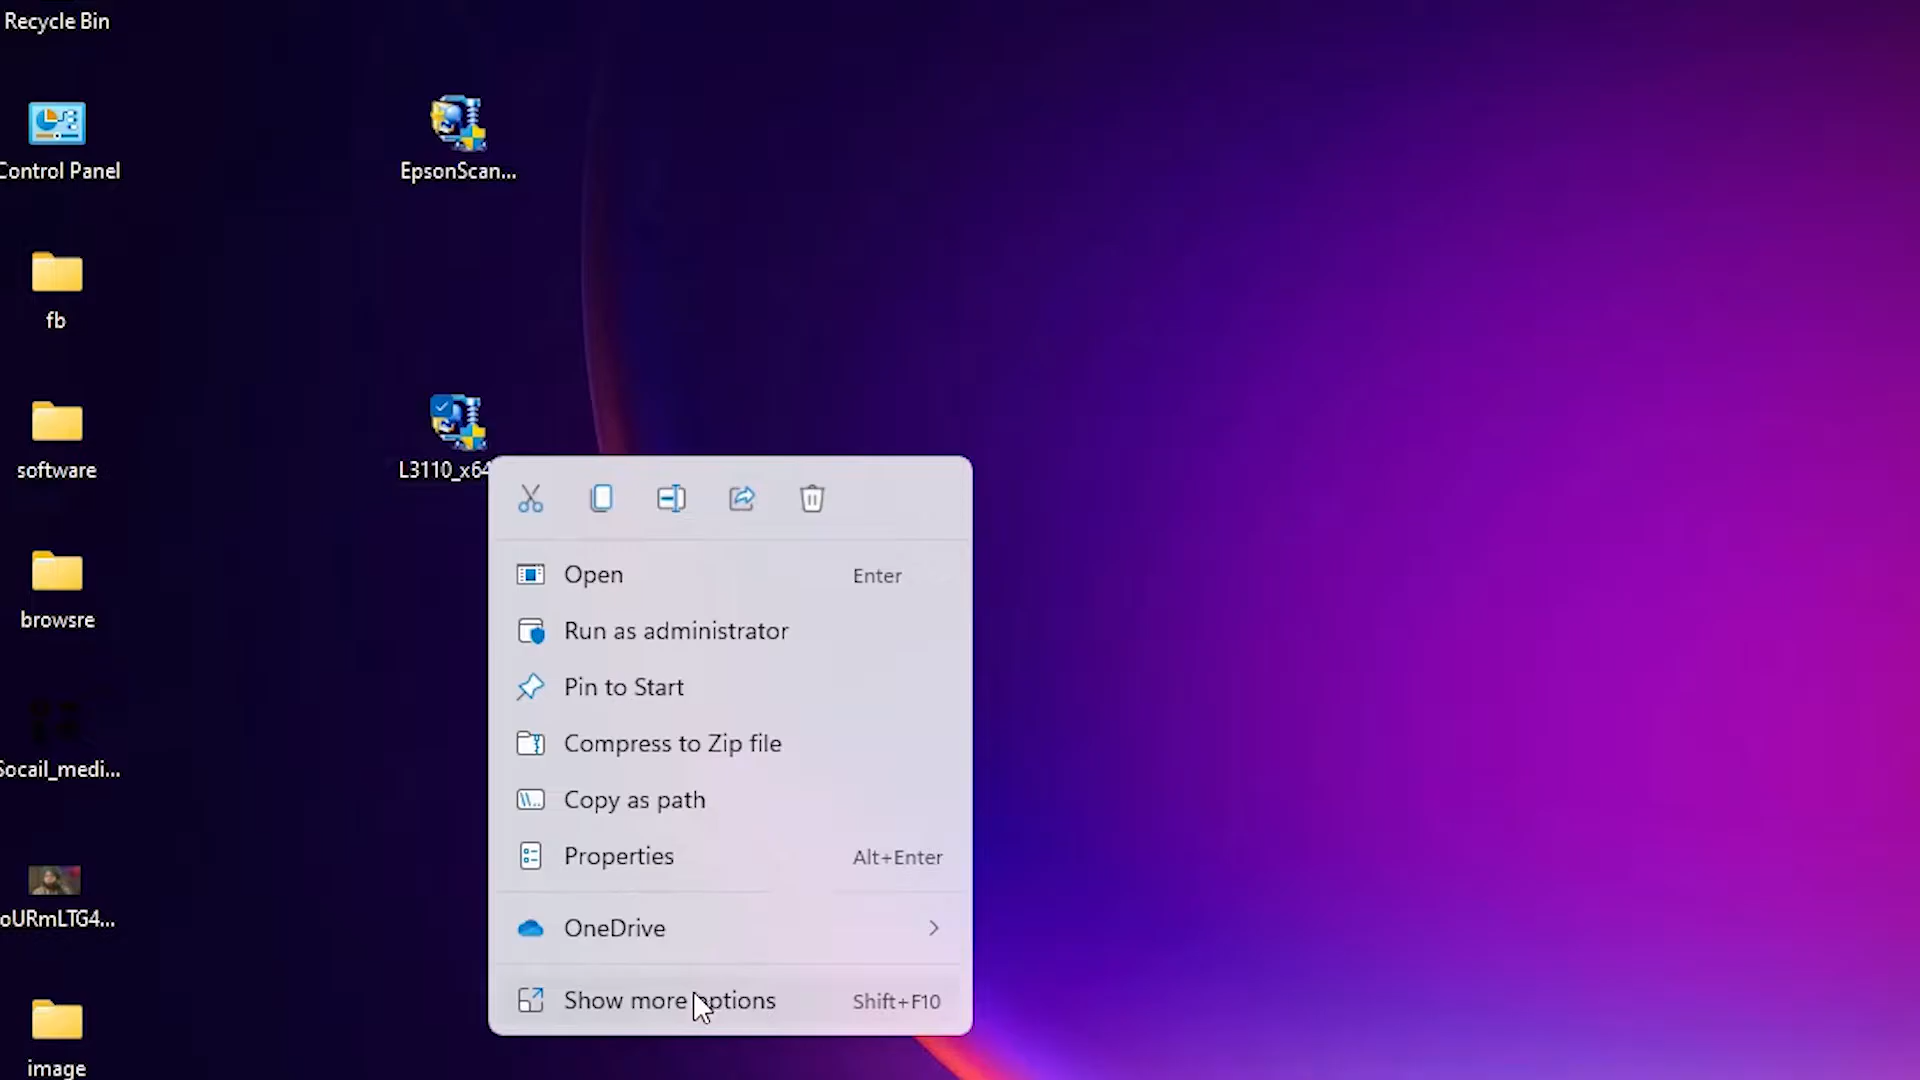 Recycle Bin
Control Panel
EpsonScan...
fb
software
L3110_x64
browsre
Socail_medi...
oURmLTG4...
image
Open Enter
Run as administrator
Pin to Start
Compress to Zip file
Copy as path
Properties Alt+Enter
OneDrive
Show more options Shift+F10